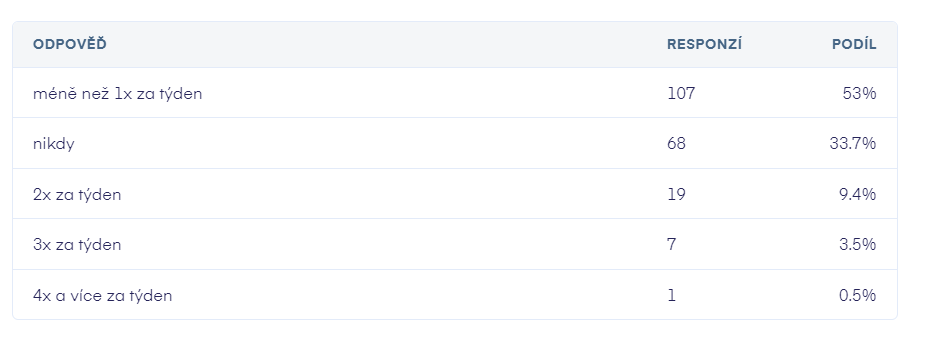 ODPOVĚĎ RESPONZÍ PODÍL
méně než 1x za týden 107 53%
nikdy 68 33.7%
2x za týden 19 9.4%
3x za týden 7 3.5%
4x a více za týden 1 0.5%